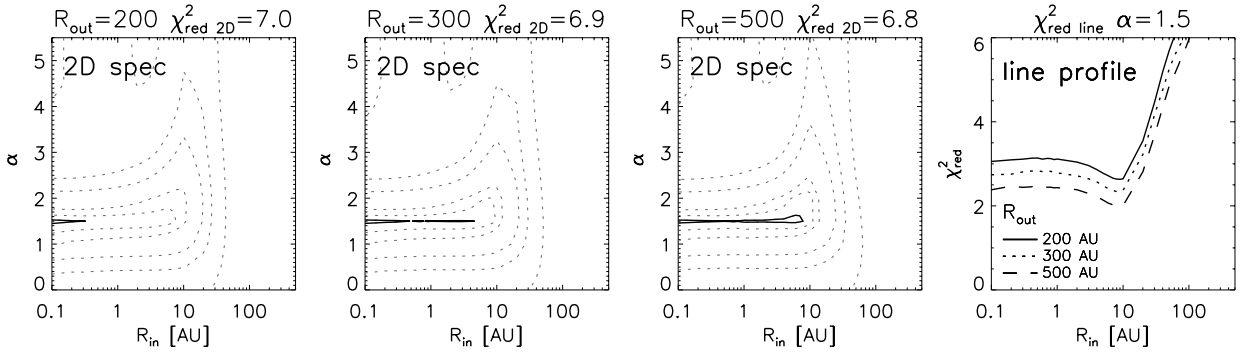 R_out=200 χ²_red 2D=7.0
2D spec
α
5
4
3
2
1
0
0.1 1 10 100
R_in [AU]
R_out=300 χ²_red 2D=6.9
2D spec
α
5
4
3
2
1
0
0.1 1 10 100
R_in [AU]
R_out=500 χ²_red 2D=6.8
2D spec
α
5
4
3
2
1
0
0.1 1 10 100
R_in [AU]
χ²_red line α=1.5
line profile
χ²_red
6
4
2
0
R_out
200 AU
300 AU
500 AU
0.1 1 10 100
R_in [AU]